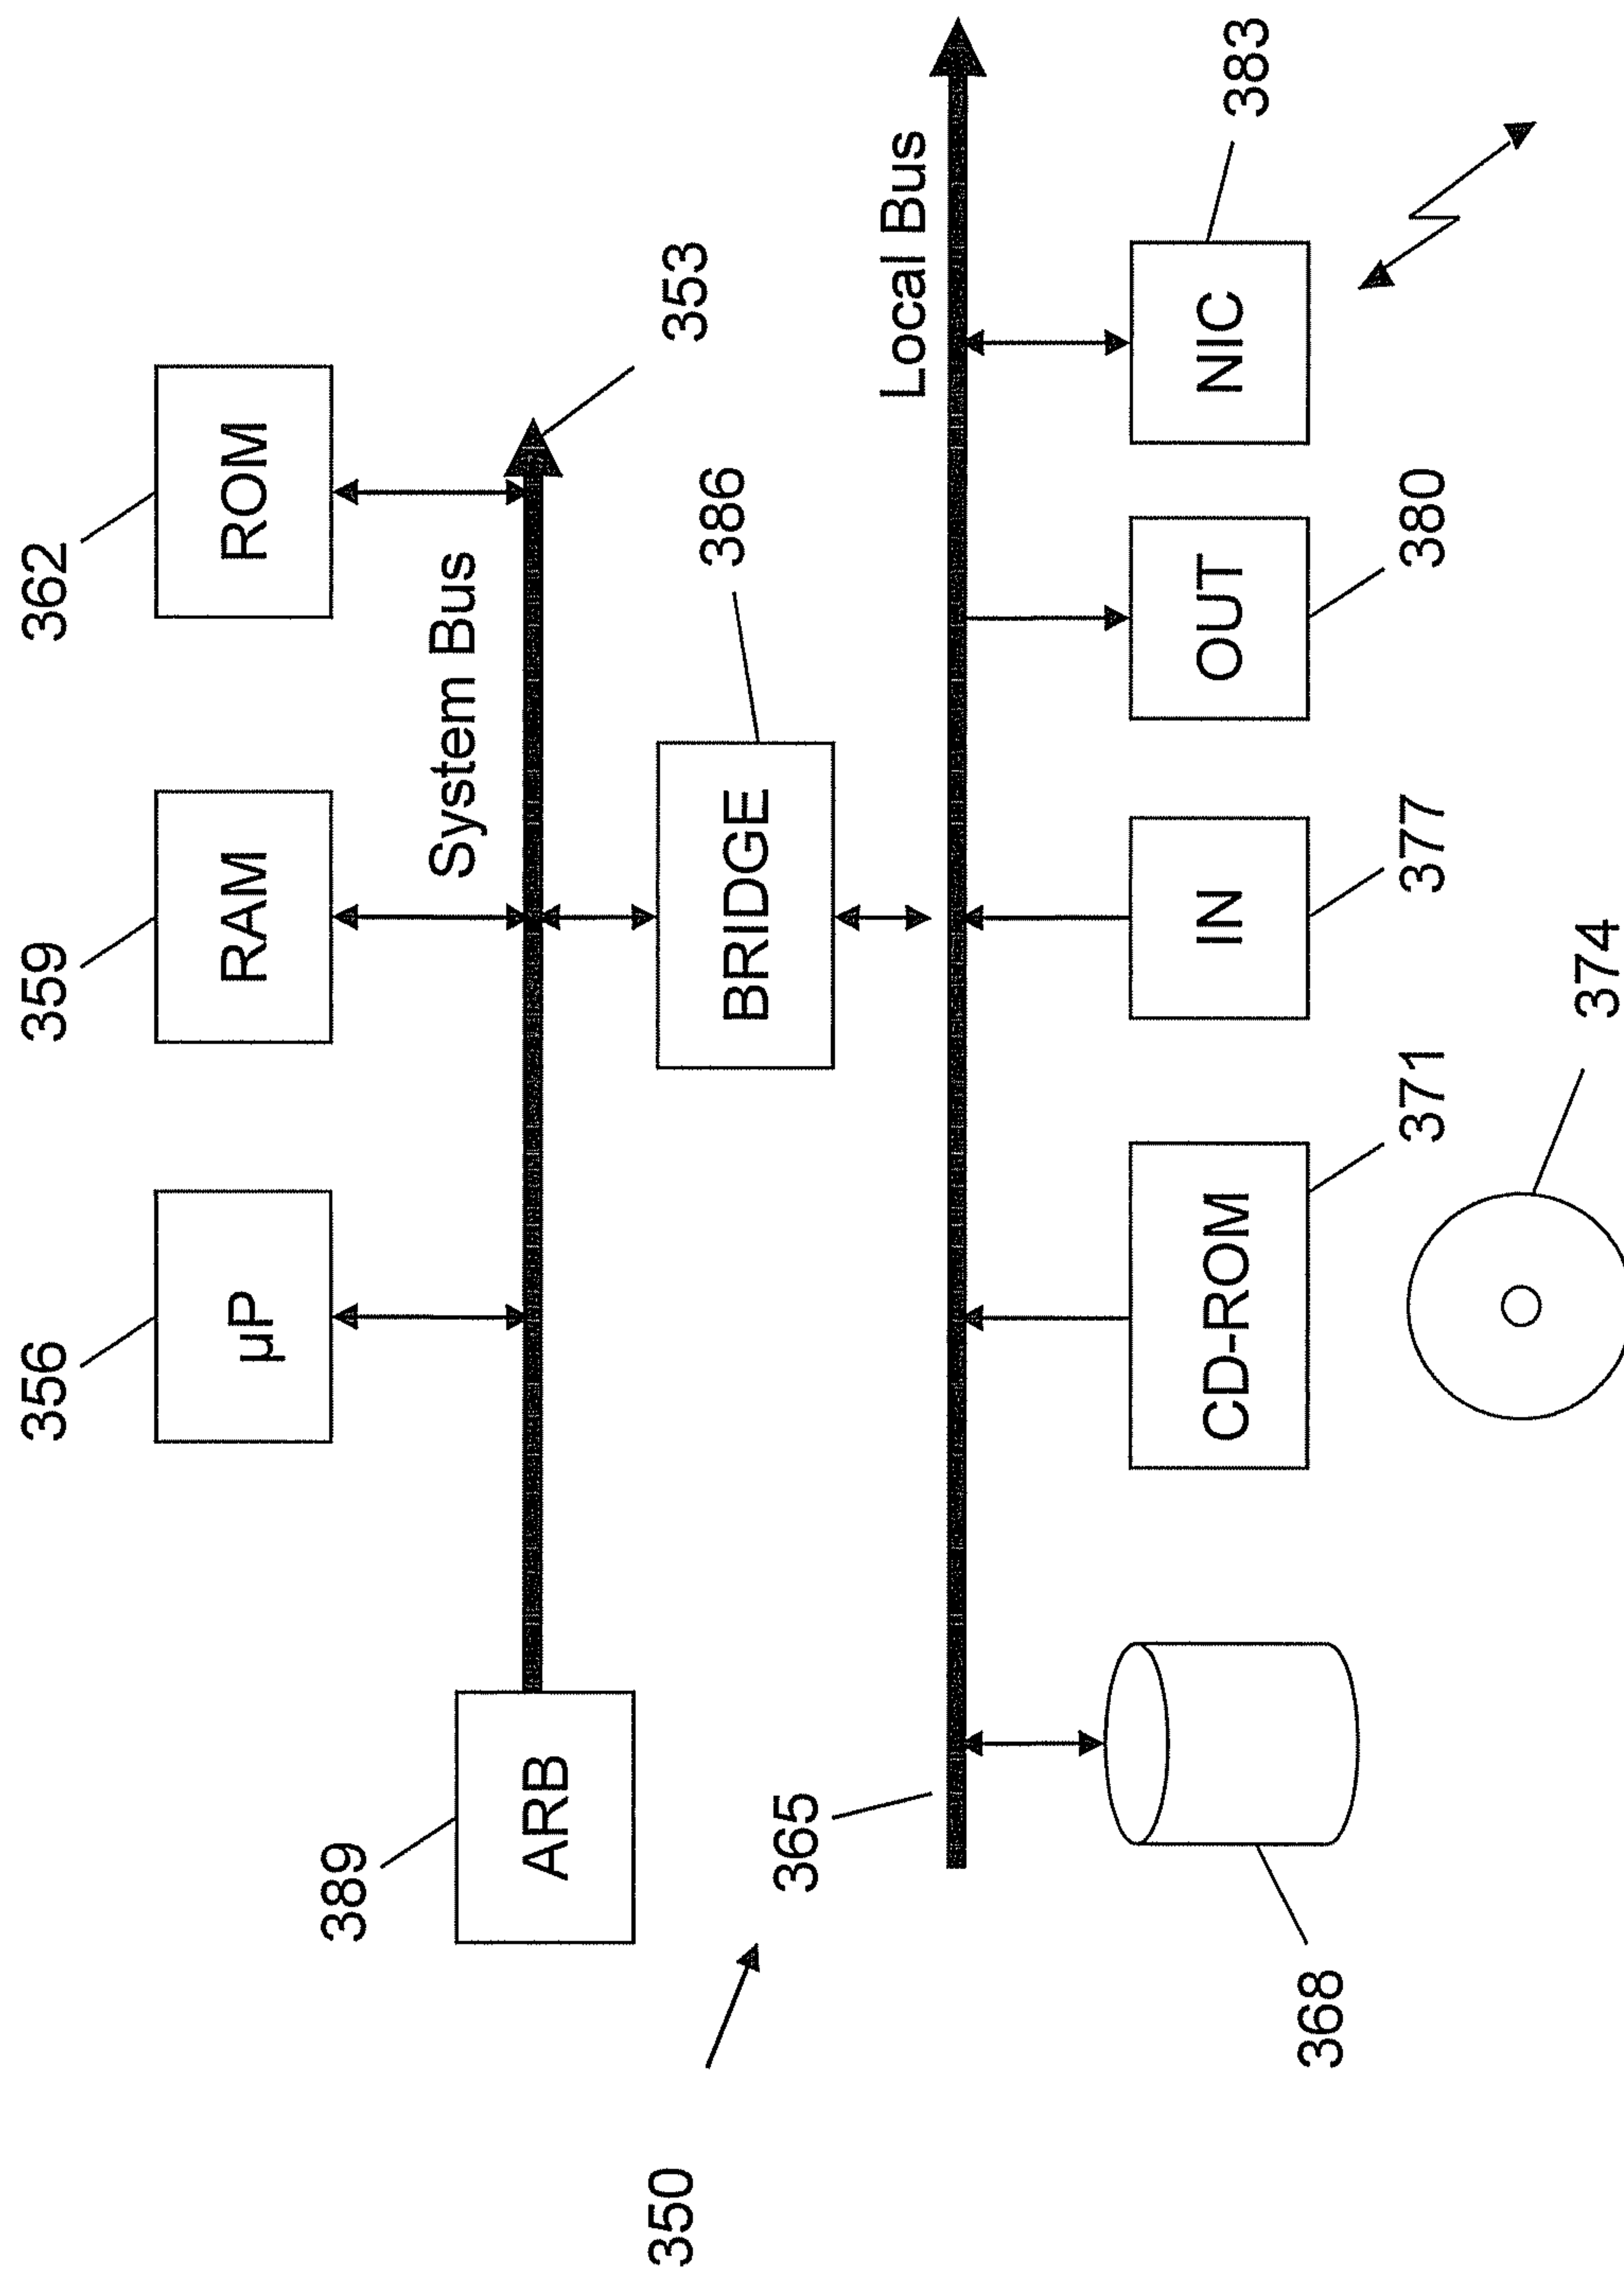 356
359
362
µP
RAM
ROM
389
System Bus
ARB
350
353
386
BRIDGE
365
Local Bus
CD-ROM
IN
OUT
NIC
383
368
371
377
380
374